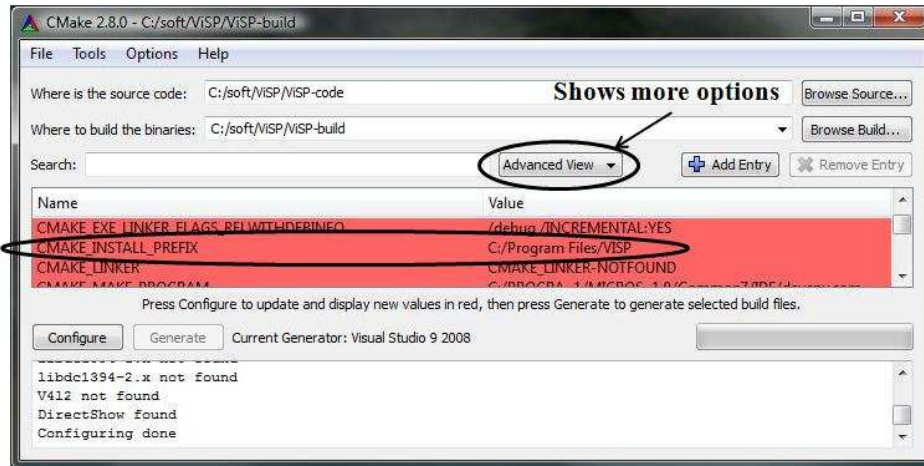 CMake 2.8.0 - C:/soft/ViSP/ViSP-build
File Tools Options Help
Where is the source code: C:/soft/ViSP/ViSP-code
Shows more options
Browse Source...
Where to build the binaries: C:/soft/ViSP/ViSP-build
Browse Build...
Search:
Advanced View
Add Entry
Remove Entry
Name Value
CMAKE_EXE_LINKER_FLAGS_RELWITHDEBINFO /debug /INCREMENTAL:YES
CMAKE_INSTALL_PREFIX C:/Program Files/VISP
CMAKE_LINKER CMAKE_LINKER-NOTFOUND
CMAKE_MAKE_PROGRAM
Press Configure to update and display new values in red, then press Generate to generate selected build files.
Configure Generate Current Generator: Visual Studio 9 2008
libdc1394-2.x not found
V4l2 not found
DirectShow found
Configuring done